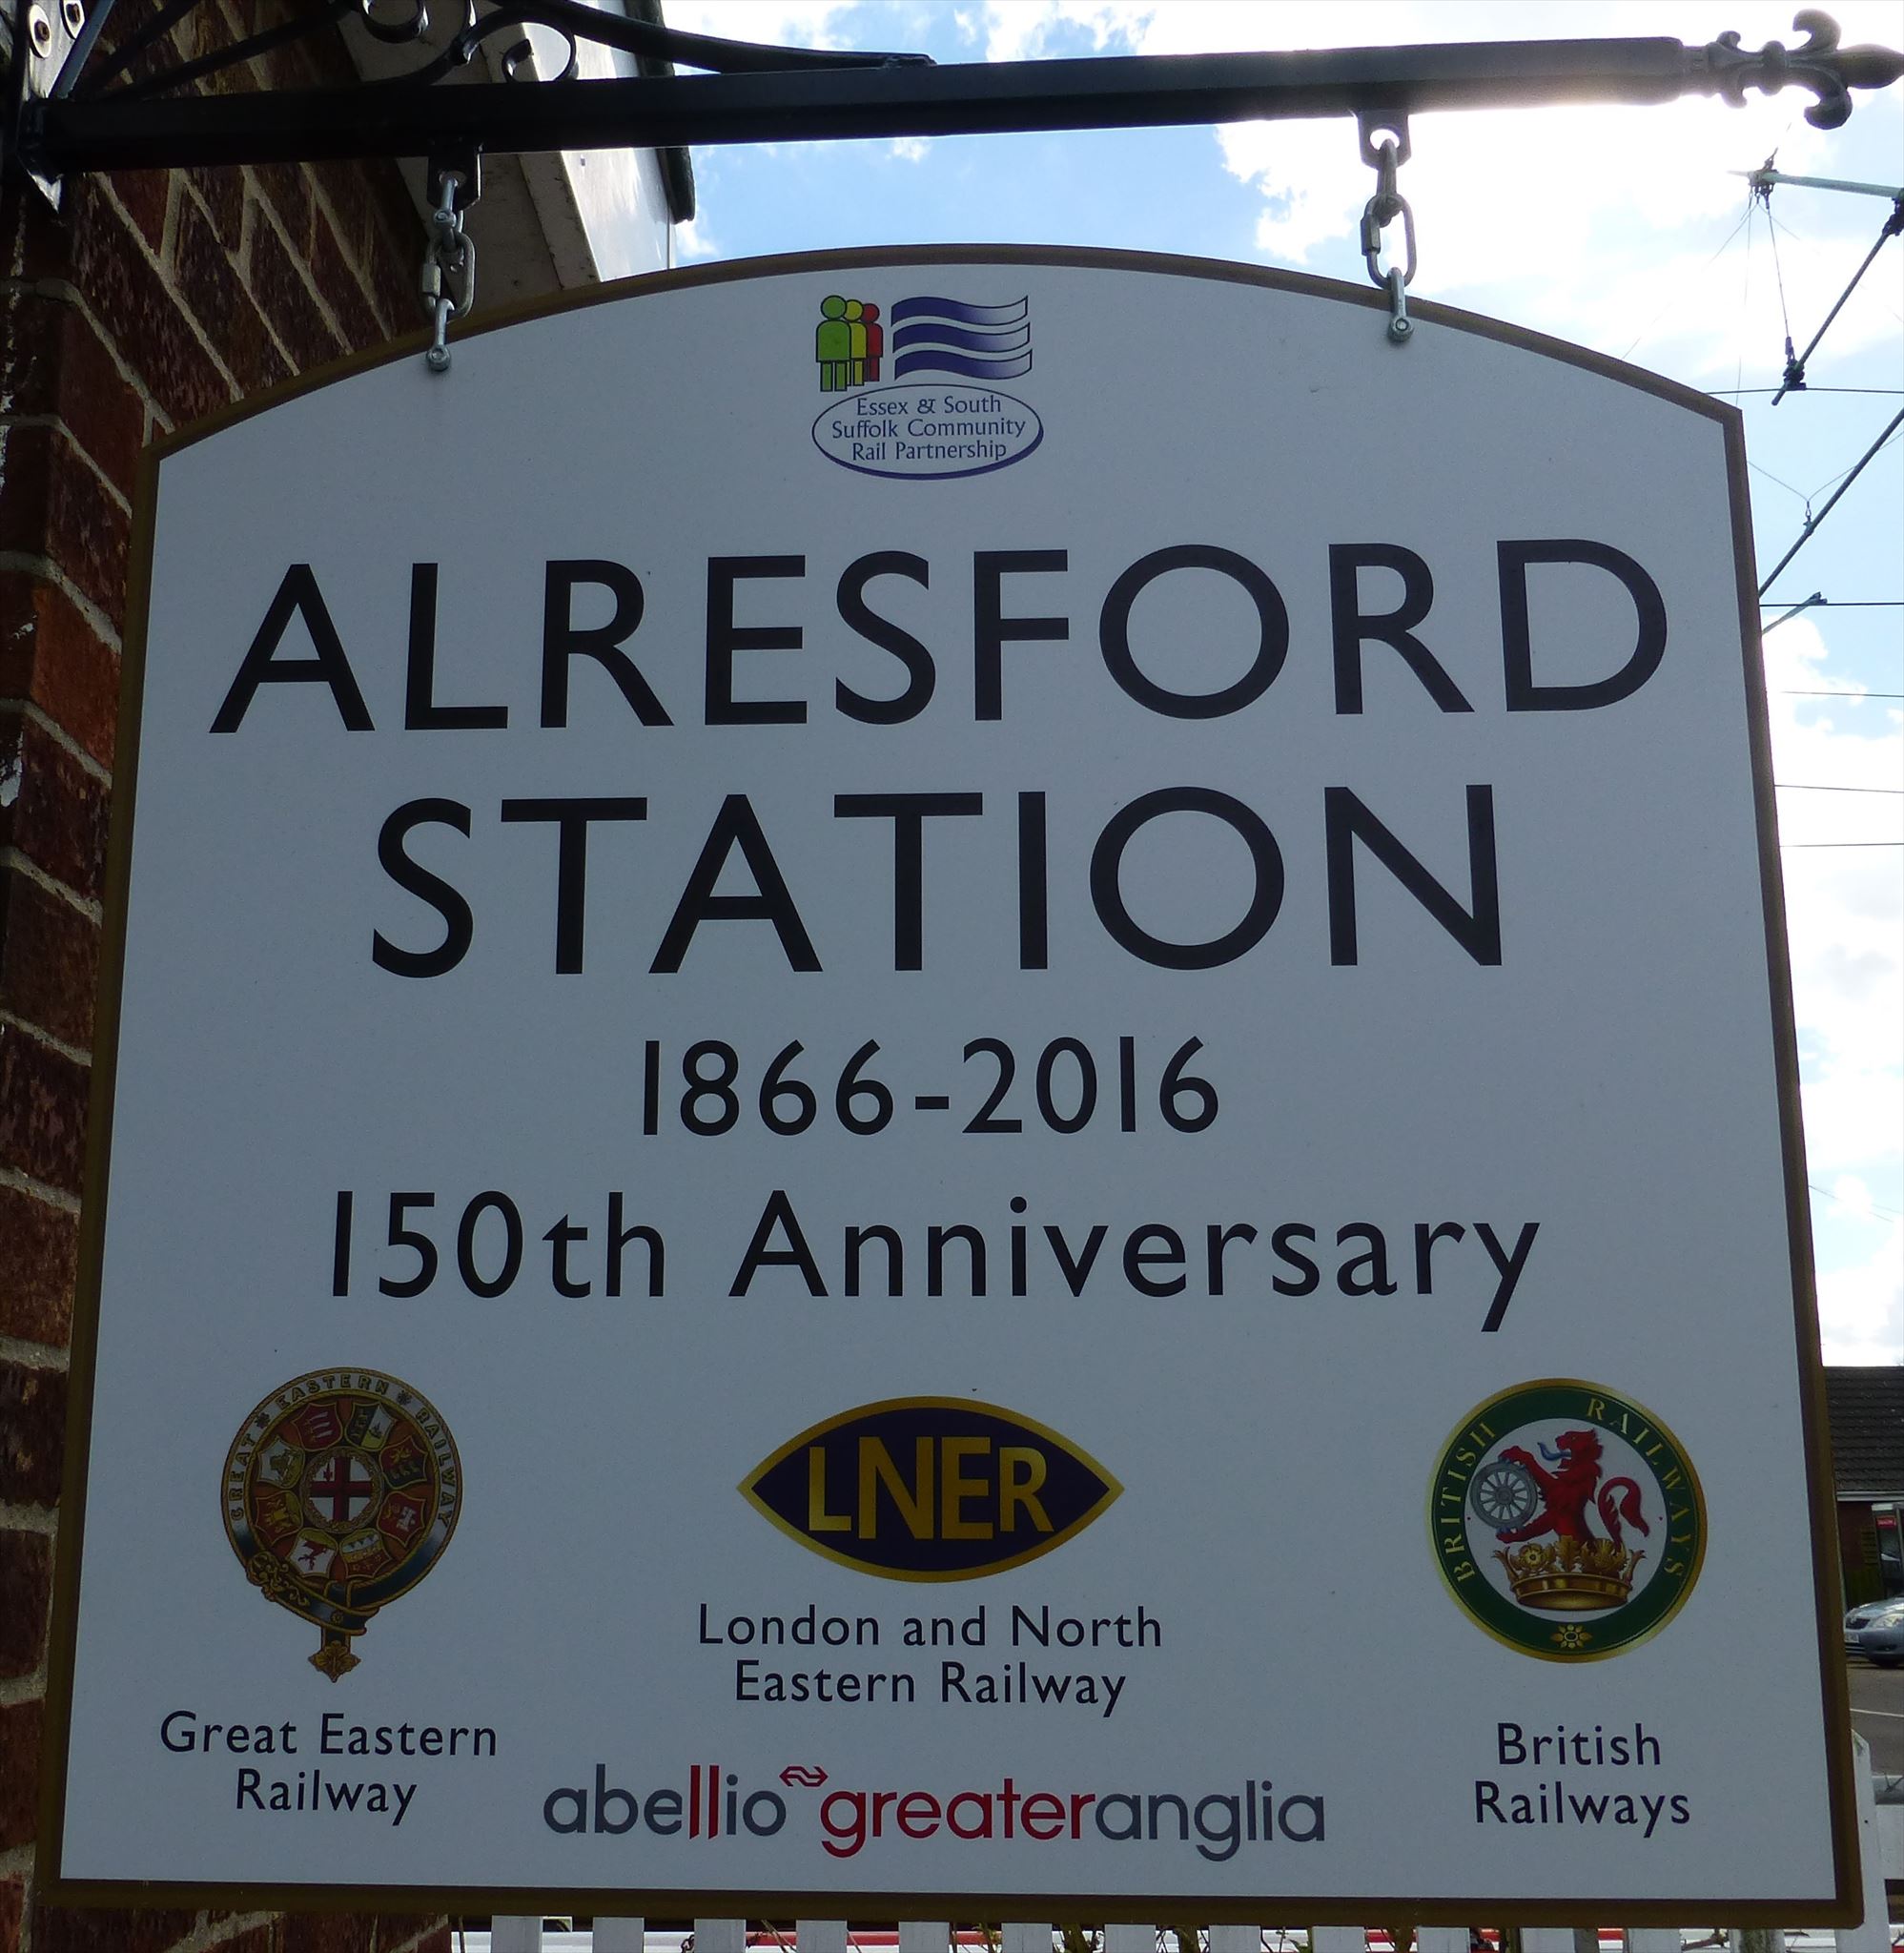 Essex & South
Suffolk Community
Rail Partnership
ALRESFORD
STATION
1866-2016
150th Anniversary
GREAT EASTERN RAILWAY
LNER
BRITISH RAILWAYS
London and North
Eastern Railway
Great Eastern
Railway
British
Railways
abellio greateranglia